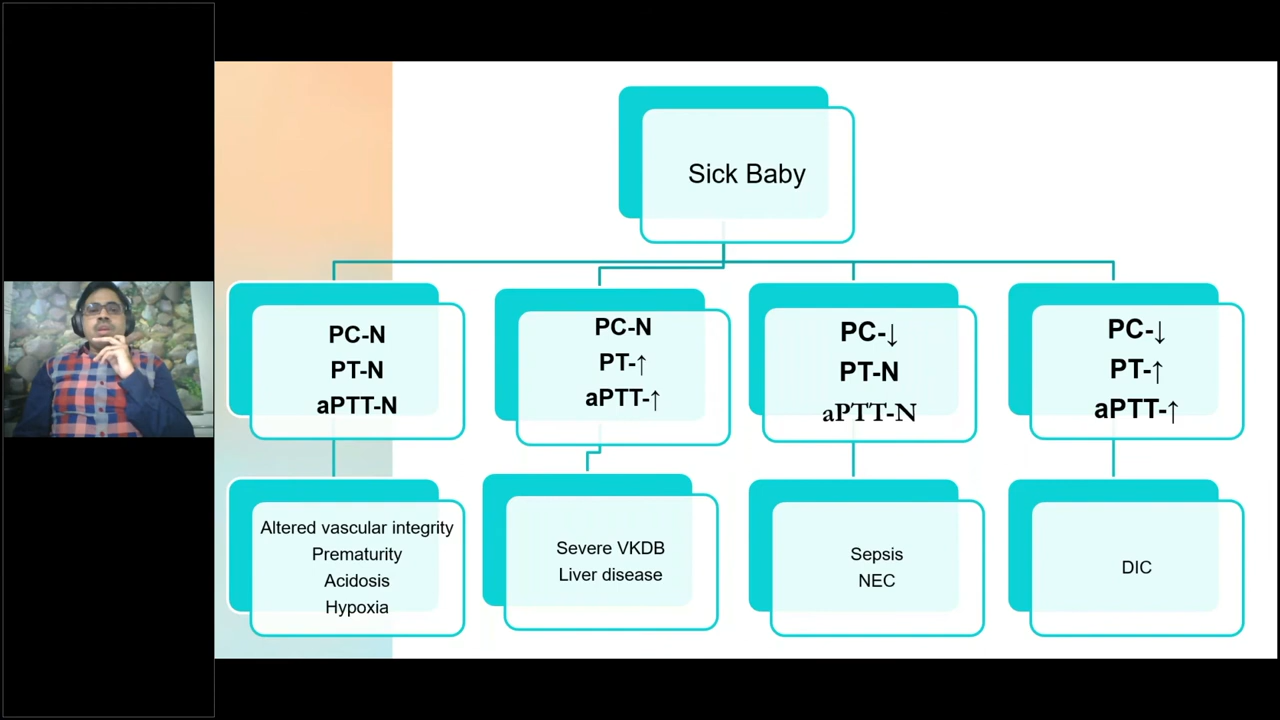 Sick Baby
PC-N
PT-N
aPTT-N
PC-N
PT-↑
aPTT-↑
PC-↓
PT-N
aPTT-N
PC-↓
PT-↑
aPTT-↑
Altered vascular integrity
Prematurity
Acidosis
Hypoxia
Severe VKDB
Liver disease
Sepsis
NEC
DIC